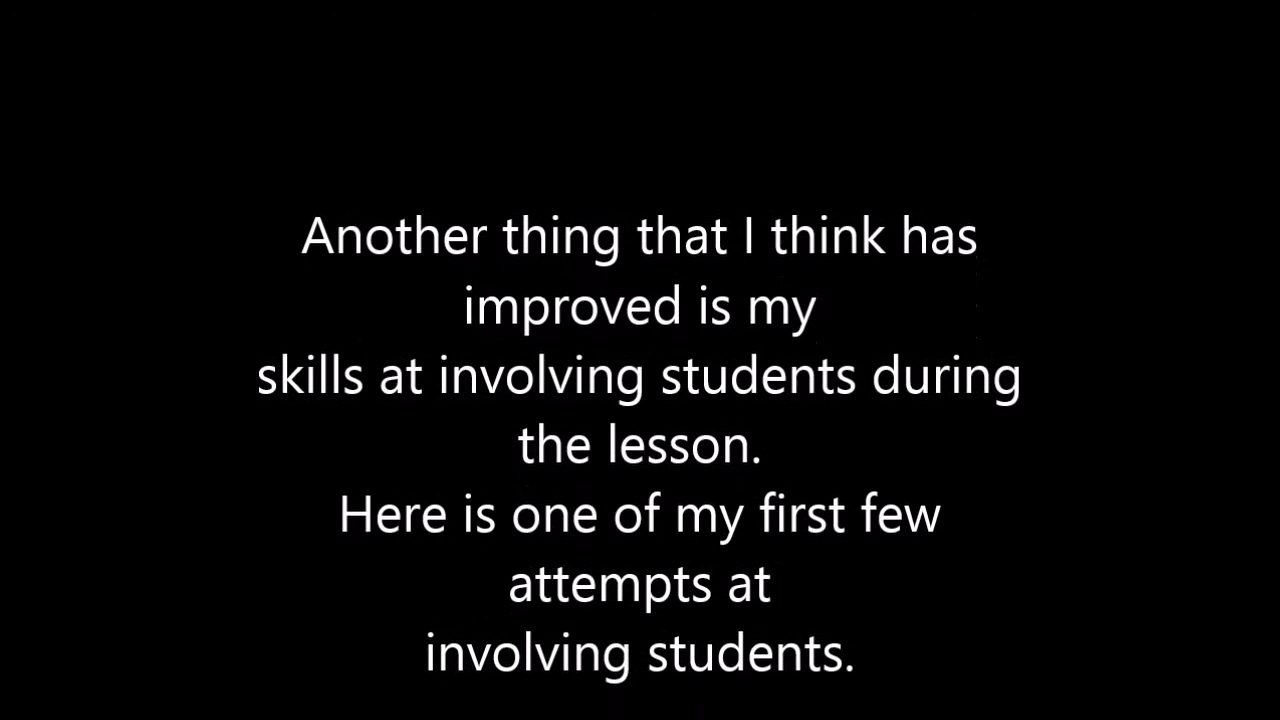 Another thing that I think has
improved is my
skills at involving students during
the lesson.
Here is one of my first few
attempts at
involving students.